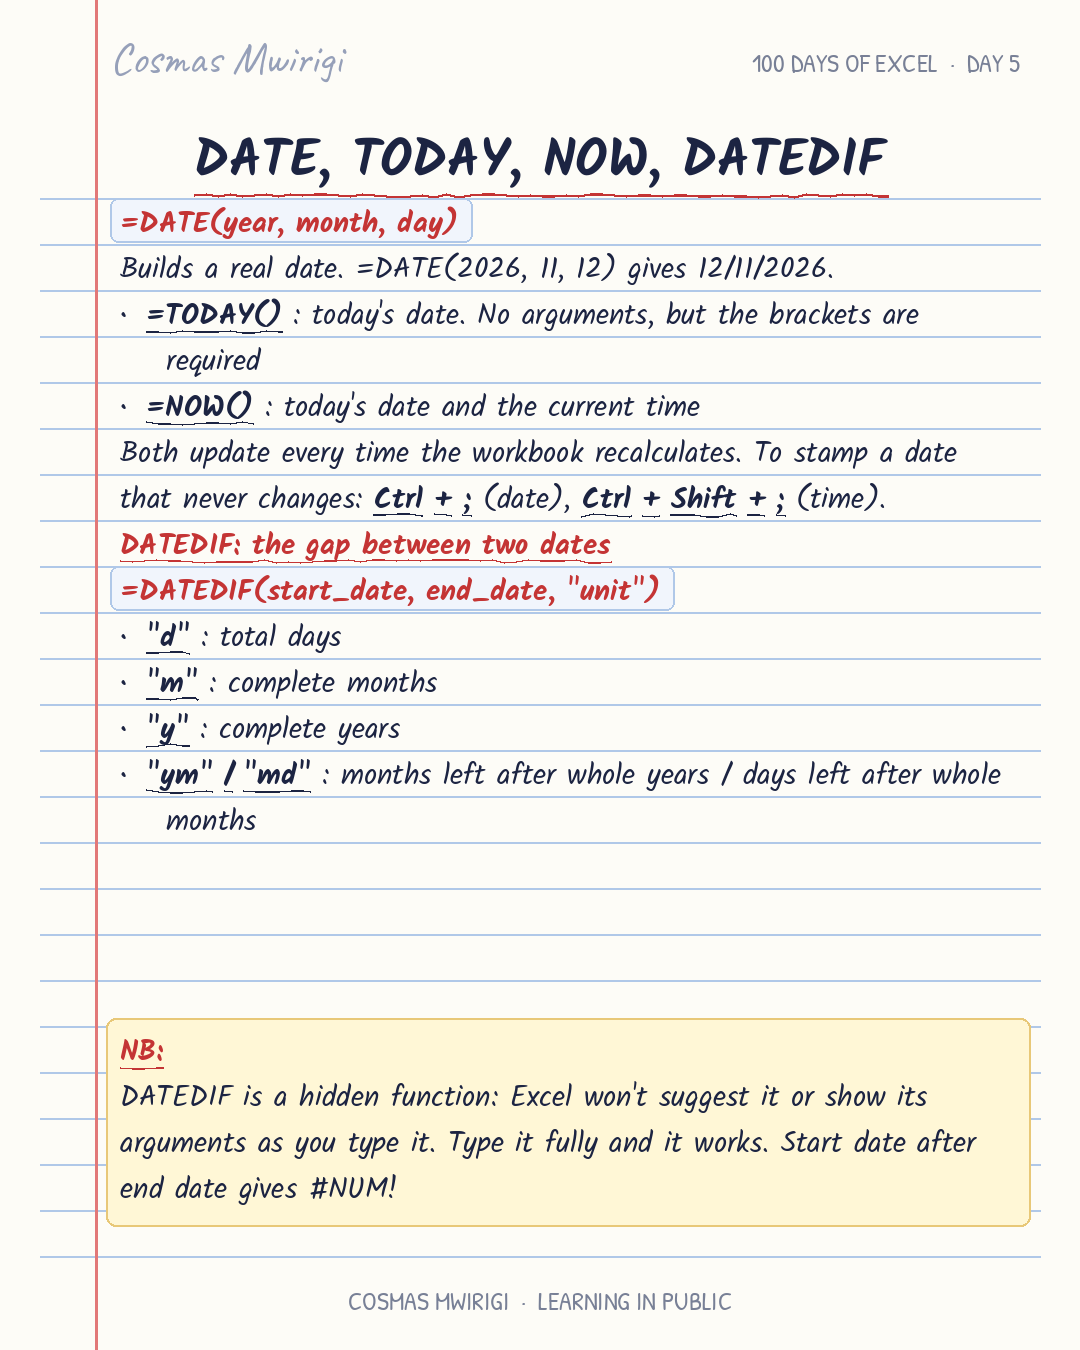 Cosmas Mwirigi
100 DAYS OF EXCEL · DAY 5
DATE, TODAY, NOW, DATEDIF
=DATE(year, month, day)
Builds a real date. =DATE(2026, 11, 12) gives 12/11/2026.
· =TODAY() : today's date. No arguments, but the brackets are
required
· =NOW() : today's date and the current time
Both update every time the workbook recalculates. To stamp a date
that never changes: Ctrl + ; (date), Ctrl + Shift + ; (time).
DATEDIF: the gap between two dates
=DATEDIF(start_date, end_date, "unit")
· "d" : total days
· "m" : complete months
· "y" : complete years
· "ym" / "md" : months left after whole years / days left after whole
months
NB:
DATEDIF is a hidden function: Excel won't suggest it or show its
arguments as you type it. Type it fully and it works. Start date after
end date gives #NUM!
COSMAS MWIRIGI · LEARNING IN PUBLIC